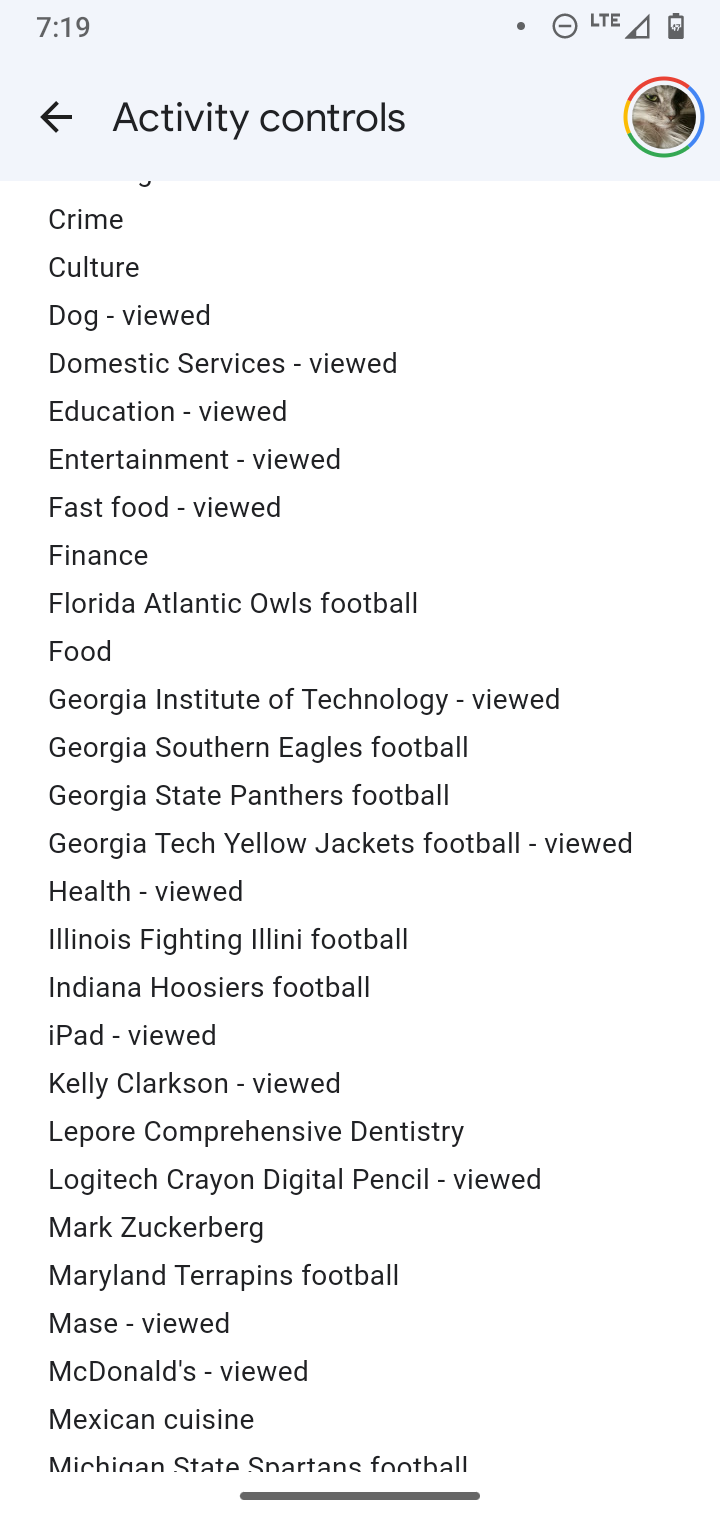 7:19
LTE
Activity controls
Crime
Culture
Dog - viewed
Domestic Services - viewed
Education - viewed
Entertainment - viewed
Fast food - viewed
Finance
Florida Atlantic Owls football
Food
Georgia Institute of Technology - viewed
Georgia Southern Eagles football
Georgia State Panthers football
Georgia Tech Yellow Jackets football - viewed
Health - viewed
Illinois Fighting Illini football
Indiana Hoosiers football
iPad - viewed
Kelly Clarkson - viewed
Lepore Comprehensive Dentistry
Logitech Crayon Digital Pencil - viewed
Mark Zuckerberg
Maryland Terrapins football
Mase - viewed
McDonald's - viewed
Mexican cuisine
Michigan State Spartans football